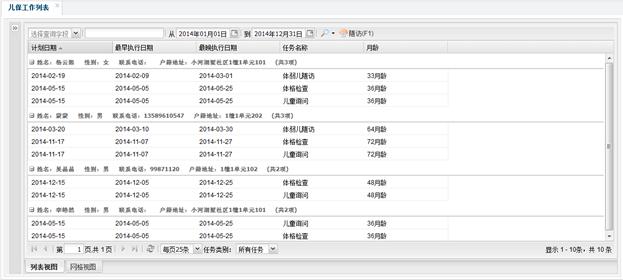 儿保工作列表
选择查询字段 从 2014年01月01日 到 2014年12月31日 随访(F1)
计划日期 最早执行日期 最晚执行日期 任务名称 月龄
姓名：杨云熙 性别：女 联系电话： 户籍地址：小河湖墅社区1幢1单元101 (共3项)
2014-02-19 2014-02-09 2014-03-01 体弱儿随访 33月龄
2014-05-15 2014-05-05 2014-05-25 体格检查 36月龄
2014-05-15 2014-05-05 2014-05-25 儿童询问 36月龄
姓名：蒙蒙 性别：男 联系电话：13589610547 户籍地址：1幢1单元202 (共3项)
2014-03-20 2014-03-10 2014-03-30 体弱儿随访 64月龄
2014-11-17 2014-11-07 2014-11-27 体格检查 72月龄
2014-11-17 2014-11-07 2014-11-27 儿童询问 72月龄
姓名：吴晶晶 性别：男 联系电话：99871120 户籍地址：1幢1单元102 (共2项)
2014-12-15 2014-12-05 2014-12-25 体格检查 48月龄
2014-12-15 2014-12-05 2014-12-25 儿童询问 48月龄
姓名：李皓然 性别：男 联系电话： 户籍地址：小河湖墅社区1幢1单元101 (共2项)
2014-05-15 2014-05-05 2014-05-25 儿童询问 36月龄
2014-05-15 2014-05-05 2014-05-25 体格检查 36月龄
第 1 页,共 1 页 每页25条 任务类别： 所有任务 显示 1 - 10条，共 10 条
列表视图 网格视图